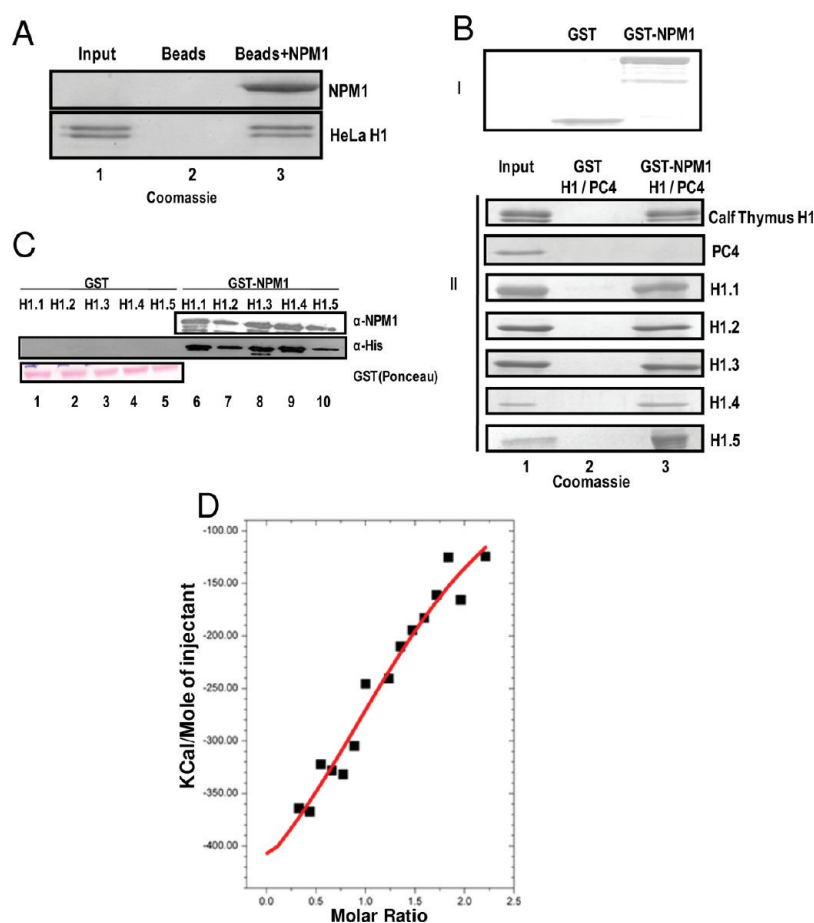 A
Input Beads Beads+NPM1
NPM1
HeLa H1
1 2 3
Coomassie
B
GST GST-NPM1
I
Input GST GST-NPM1
H1 / PC4 H1 / PC4
Calf Thymus H1
PC4
II
H1.1
H1.2
H1.3
H1.4
H1.5
1 2 3
Coomassie
C
GST GST-NPM1
H1.1 H1.2 H1.3 H1.4 H1.5 H1.1 H1.2 H1.3 H1.4 H1.5
α-NPM1
α-His
GST(Ponceau)
1 2 3 4 5 6 7 8 9 10
D
KCal/Mole of injectant
-100.00
-150.00
-200.00
-250.00
-300.00
-350.00
-400.00
0.0 0.5 1.0 1.5 2.0 2.5
Molar Ratio